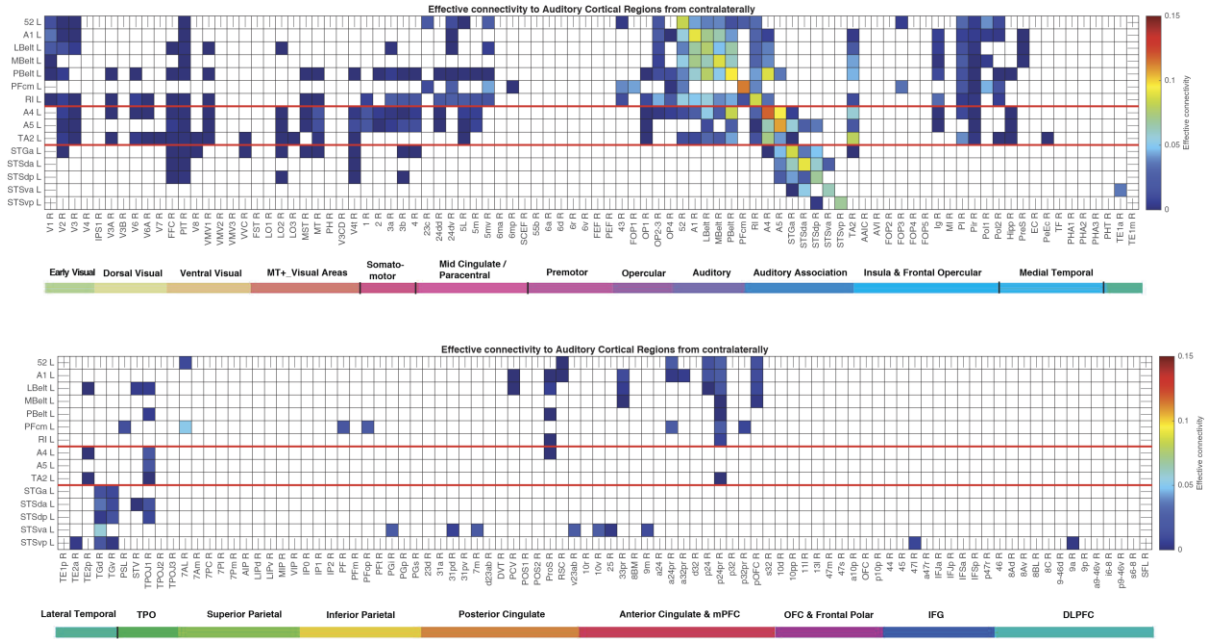 Effective connectivity to Auditory Cortical Regions from contralaterally
52 L
A1 L
LBelt L
MBelt L
PBelt L
PFcm L
RI L
A4 L
A5 L
TA2 L
STGa L
STSda L
STSdp L
STSva L
STSvp L
V1 R
V2 R
V3 R
V4 R
IPS1 R
V3A R
V3B R
V6 R
V6A R
V7 R
FFC R
PIT R
V8 R
VMV1 R
VMV2 R
VMV3 R
VVC R
FST R
LO1 R
LO2 R
LO3 R
MST R
MT R
PH R
V3CD R
V4t R
1 R
2 R
3a R
3b R
4 R
23c R
24dd R
24dv R
5L R
5m R
5mv R
6ma R
6mp R
SCEF R
55b R
6a R
6d R
6r R
6v R
FEF R
PEF R
43 R
FOP1 R
OP1 R
OP2-3 R
OP4 R
52 R
A1 R
LBelt R
MBelt R
PBelt R
PFcm R
RI R
A4 R
A5 R
STGa R
STSda R
STSdp R
STSva R
STSvp R
TA2 R
AAIC R
AVI R
FOP2 R
FOP3 R
FOP4 R
FOP5 R
Ig R
MI R
PI R
Pir R
PoI1 R
PoI2 R
Hipp R
PreS R
EC R
PeEc R
TF R
PHA1 R
PHA2 R
PHA3 R
PHT R
TE1a R
TE1m R
0.15
0.1
0.05
0
Effective connectivity
Early Visual
Dorsal Visual
Ventral Visual
MT+_Visual Areas
Somato-
motor
Mid Cingulate /
Paracentral
Premotor
Opercular
Auditory
Auditory Association
Insula & Frontal Opercular
Medial Temporal
Effective connectivity to Auditory Cortical Regions from contralaterally
52 L
A1 L
LBelt L
MBelt L
PBelt L
PFcm L
RI L
A4 L
A5 L
TA2 L
STGa L
STSda L
STSdp L
STSva L
STSvp L
TE1p R
TE2a R
TE2p R
TGd R
TGv R
PSL R
STV R
TPOJ1 R
TPOJ2 R
TPOJ3 R
7AL R
7Am R
7PC R
7Pl R
7Pm R
AIP R
LIPd R
LIPv R
MIP R
VIP R
IP0 R
IP1 R
IP2 R
PF R
PFm R
PFop R
PFt R
PGi R
PGp R
PGs R
23d R
31a R
31pd R
31pv R
7m R
d23ab R
DVT R
PCV R
POS1 R
POS2 R
ProS R
RSC R
v23ab R
10r R
10v R
25 R
33pr R
8BM R
9m R
a24 R
a24pr R
a32pr R
p24 R
p24pr R
p32 R
p32pr R
pOFC R
s32 R
10d R
10pp R
11l R
13l R
47m R
47s R
a10p R
OFC R
p10p R
44 R
45 R
47l R
a47r R
IFJa R
IFJp R
IFSa R
IFSp R
p47r R
46 R
8Ad R
8Av R
8BL R
8C R
9-46d R
9a R
9p R
a9-46v R
i6-8 R
p9-46v R
s6-8 R
SFL R
0.15
0.1
0.05
0
Effective connectivity
Lateral Temporal
TPO
Superior Parietal
Inferior Parietal
Posterior Cingulate
Anterior Cingulate & mPFC
OFC & Frontal Polar
IFG
DLPFC